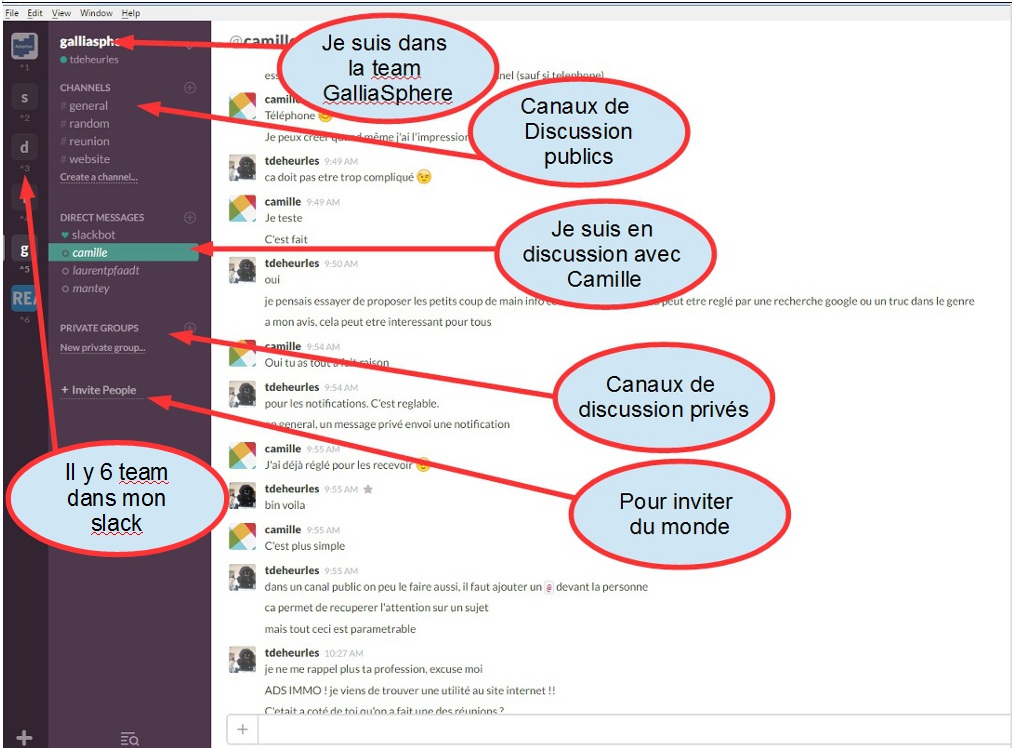 File Edit View Window Help
galliasph
tdeheurles
^1
s
^2
d
^3
g
^5
REA
^6
CHANNELS
# general
# random
# reunion
# website
Create a channel...
DIRECT MESSAGES
slackbot
camille
laurentpfaadt
mantey
PRIVATE GROUPS
New private group...
+ Invite People
Il y 6 team
dans mon
slack
Je suis dans
la team
GalliaSphere
Canaux de
Discussion
publics
Je suis en
discussion avec
Camille
Canaux de
discussion privés
Pour inviter
du monde
@camille
nel (sauf si telephone)
camille
Téléphone
Je peux créer quand même j'ai l'impression
tdeheurles 9:49 AM
ca doit pas etre trop compliqué
camille 9:49 AM
Je teste
C'est fait
tdeheurles 9:50 AM
oui
je pensais essayer de proposer les petits coup de main info peut etre reglé par une recherche google ou un truc dans le genre
a mon avis, cela peut etre interessant pour tous
camille 9:54 AM
Oui tu as tout a fait raison
tdeheurles 9:54 AM
pour les notifications. C'est reglable.
en general, un message privé envoi une notification
camille 9:55 AM
J'ai déjà réglé pour les recevoir
tdeheurles 9:55 AM
bin voila
camille 9:55 AM
C'est plus simple
tdeheurles 9:55 AM
dans un canal public on peu le faire aussi, il faut ajouter un @ devant la personne
ca permet de recuperer l'attention sur un sujet
mais tout ceci est parametrable
tdeheurles 10:27 AM
je ne me rappel plus ta profession, excuse moi
ADS IMMO ! je viens de trouver une utilité au site internet !!
C'etait a coté de toi qu'on a fait une des réunions ?